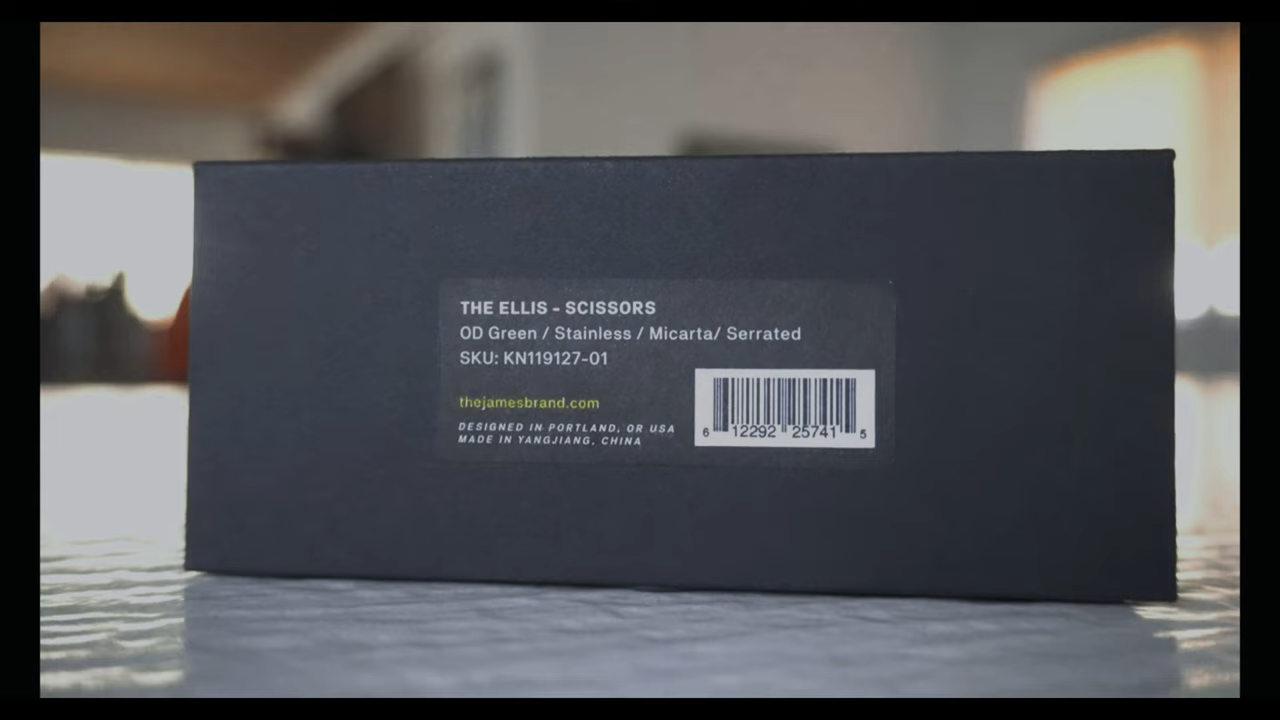 THE ELLIS - SCISSORS
OD Green / Stainless / Micarta/ Serrated
SKU: KN119127-01
thejamesbrand.com
DESIGNED IN PORTLAND, OR USA
MADE IN YANGJIANG, CHINA
6 12292 25741 5